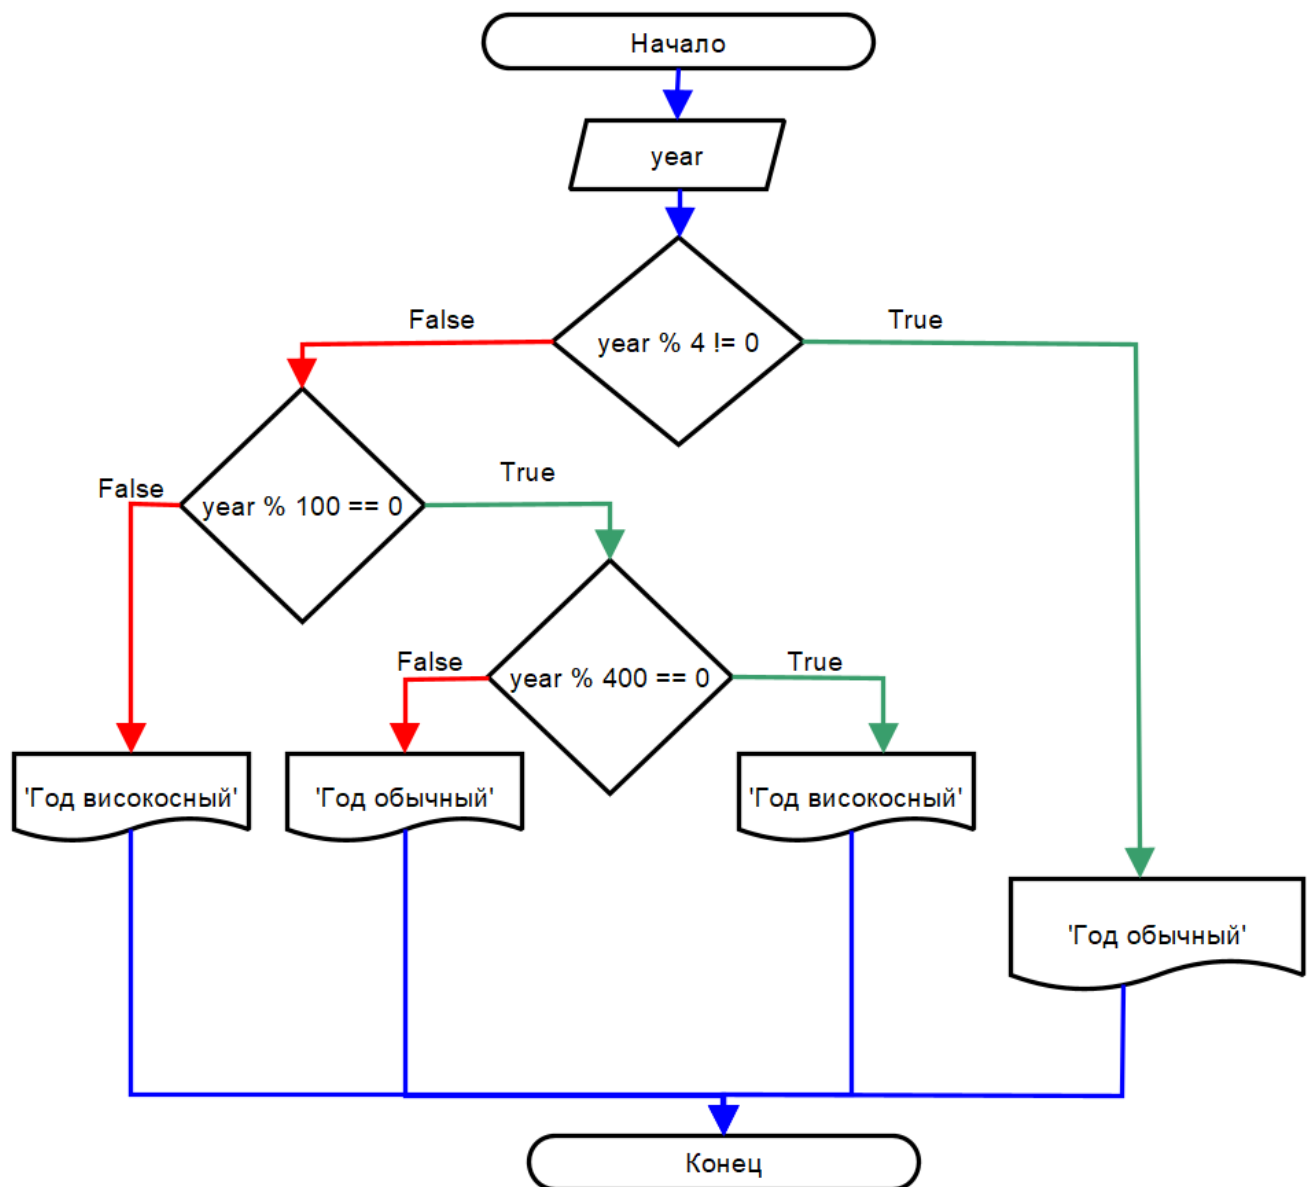 Начало
year
year % 4 != 0
False
True
year % 100 == 0
False
True
year % 400 == 0
False
True
'Год високосный'
'Год обычный'
'Год високосный'
'Год обычный'
Конец